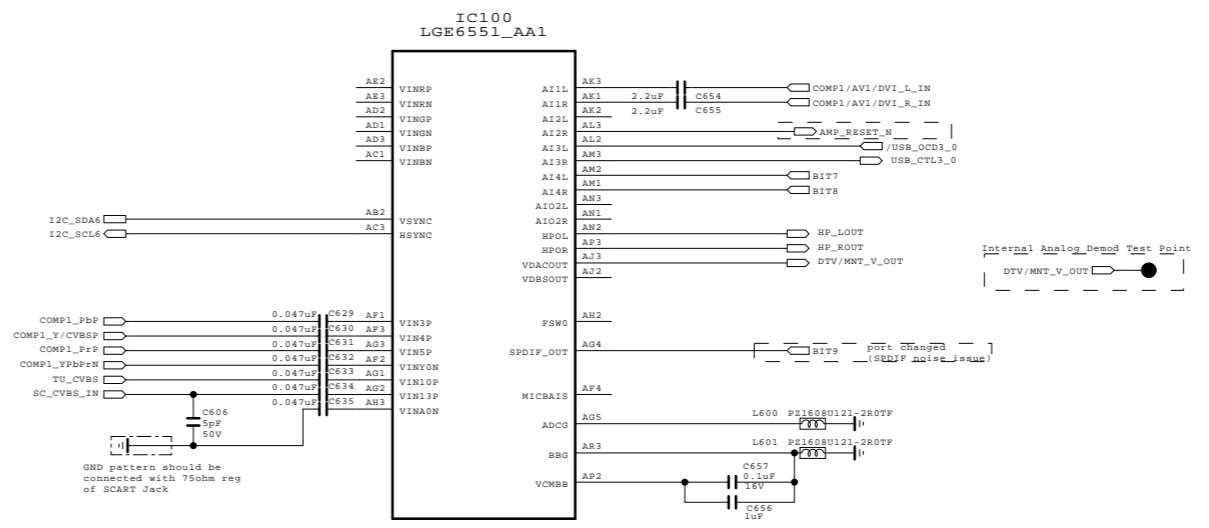 IC100
LGE6551_AA1
AE2 VINRP
AE3 VINRN
AD2 VINGP
AD1 VINGN
AD3 VINBP
AC1 VINBN
I2C_SDA6 AB2 VSYNC
I2C_SCL6 AC3 HSYNC
COMP1_PbP 0.047uF C629 AF1 VIN3P
COMP1_Y/CVBSP 0.047uF C630 AF3 VIN4P
COMP1_PrP 0.047uF C631 AG3 VIN5P
COMP1_YPbPrN 0.047uF C632 AF2 VINY0N
TU_CVBS 0.047uF C633 AG1 VIN10P
SC_CVBS_IN 0.047uF C634 AG2 VIN13P
0.047uF C635 AH3 VINA0N
C606
5pF
50V
GND pattern should be
connected with 75ohm reg
of SCART Jack
AI1L AK3 2.2uF C654 COMP1/AV1/DVI_L_IN
AI1R AK1 2.2uF C655 COMP1/AV1/DVI_R_IN
AI2L AK2
AI2R AL3 AMP_RESET_N
AI3L AL2 /USB_OCD3_0
AI3R AM3 USB_CTL3_0
AI4L AM2 BIT7
AI4R AM1 BIT8
AIO2L AN3
AIO2R AN1
HPOL AN2 HP_LOUT
HPOR AP3 HP_ROUT
VDACOUT AJ3 DTV/MNT_V_OUT
VDBSOUT AJ2
FSW0 AH2
SPDIF_OUT AG4 BIT9 port changed
(SPDIF noise issue)
MICBAIS AF4
ADCG AG5 L600 PZ1608U121-2R0TF
BBG AR3 L601 PZ1608U121-2R0TF
VCMBB AP2
C657
0.1uF
16V
C656
1uF
Internal Analog Demod Test Point
DTV/MNT_V_OUT